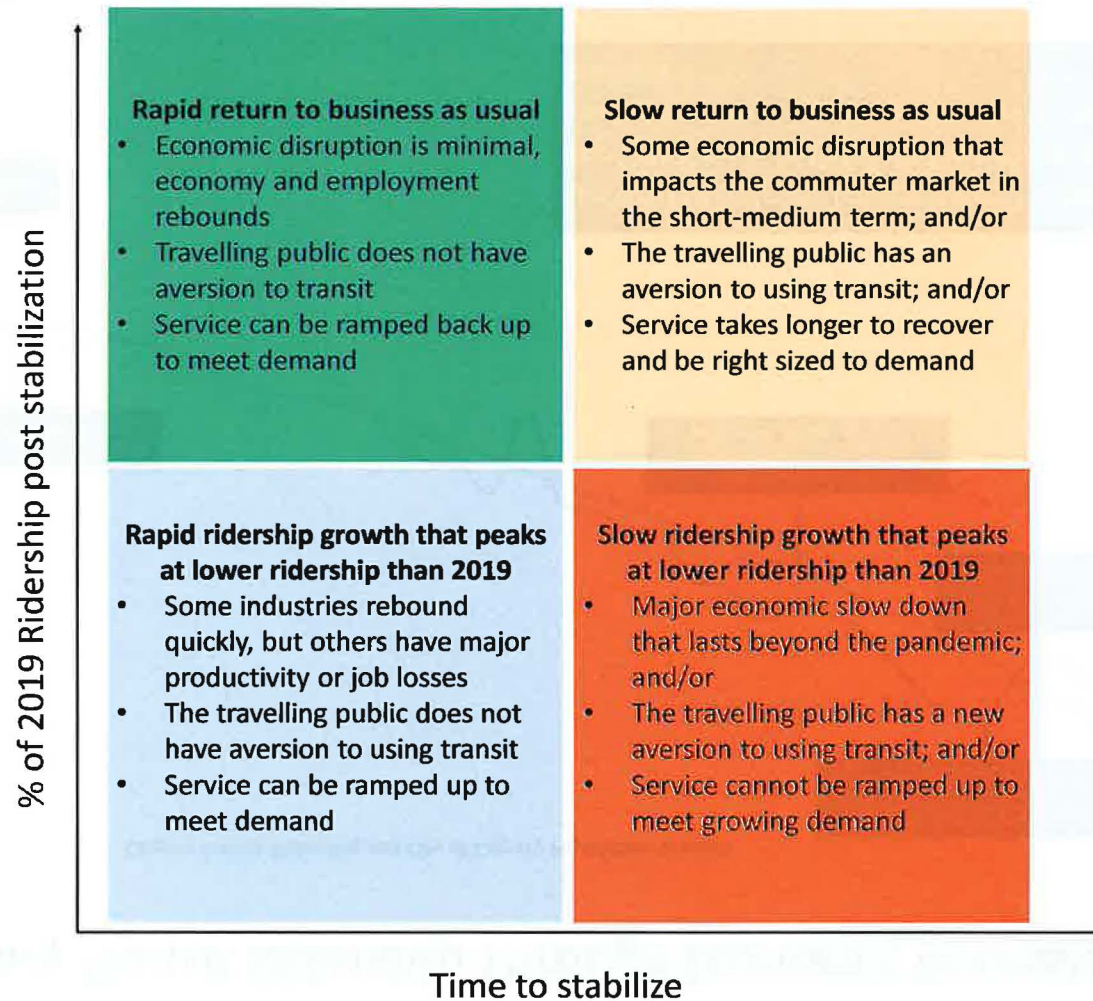 % of 2019 Ridership post stabilization
Rapid return to business as usual
• Economic disruption is minimal,
economy and employment
rebounds
• Travelling public does not have
aversion to transit
• Service can be ramped back up
to meet demand
Slow return to business as usual
• Some economic disruption that
impacts the commuter market in
the short-medium term; and/or
• The travelling public has an
aversion to using transit; and/or
• Service takes longer to recover
and be right sized to demand
Rapid ridership growth that peaks
at lower ridership than 2019
• Some industries rebound
quickly, but others have major
productivity or job losses
• The travelling public does not
have aversion to using transit
• Service can be ramped up to
meet demand
Slow ridership growth that peaks
at lower ridership than 2019
• Major economic slow down
that lasts beyond the pandemic;
and/or
• The travelling public has a new
aversion to using transit; and/or
• Service cannot be ramped up to
meet growing demand
Time to stabilize